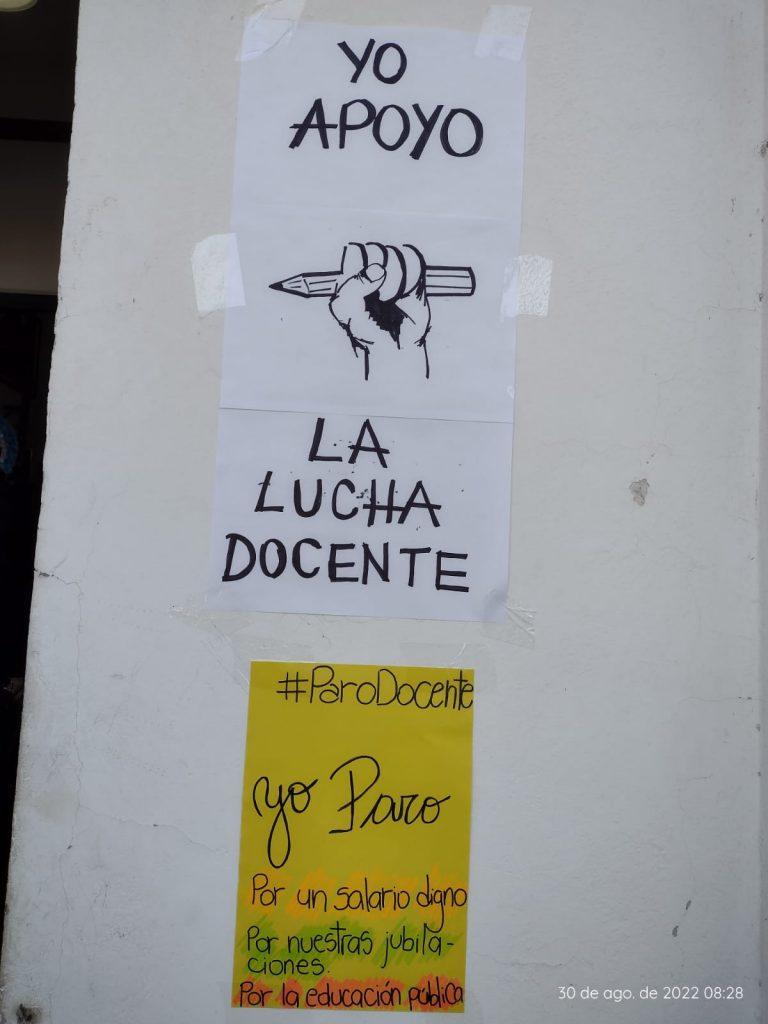 YO
APOYO
LA
LUCHA
DOCENTE
#ParoDocente
yo Paro
Por un salario digno
Por nuestras jubila-
ciones.
Por la educación pública
30 de ago. de 2022 08:28